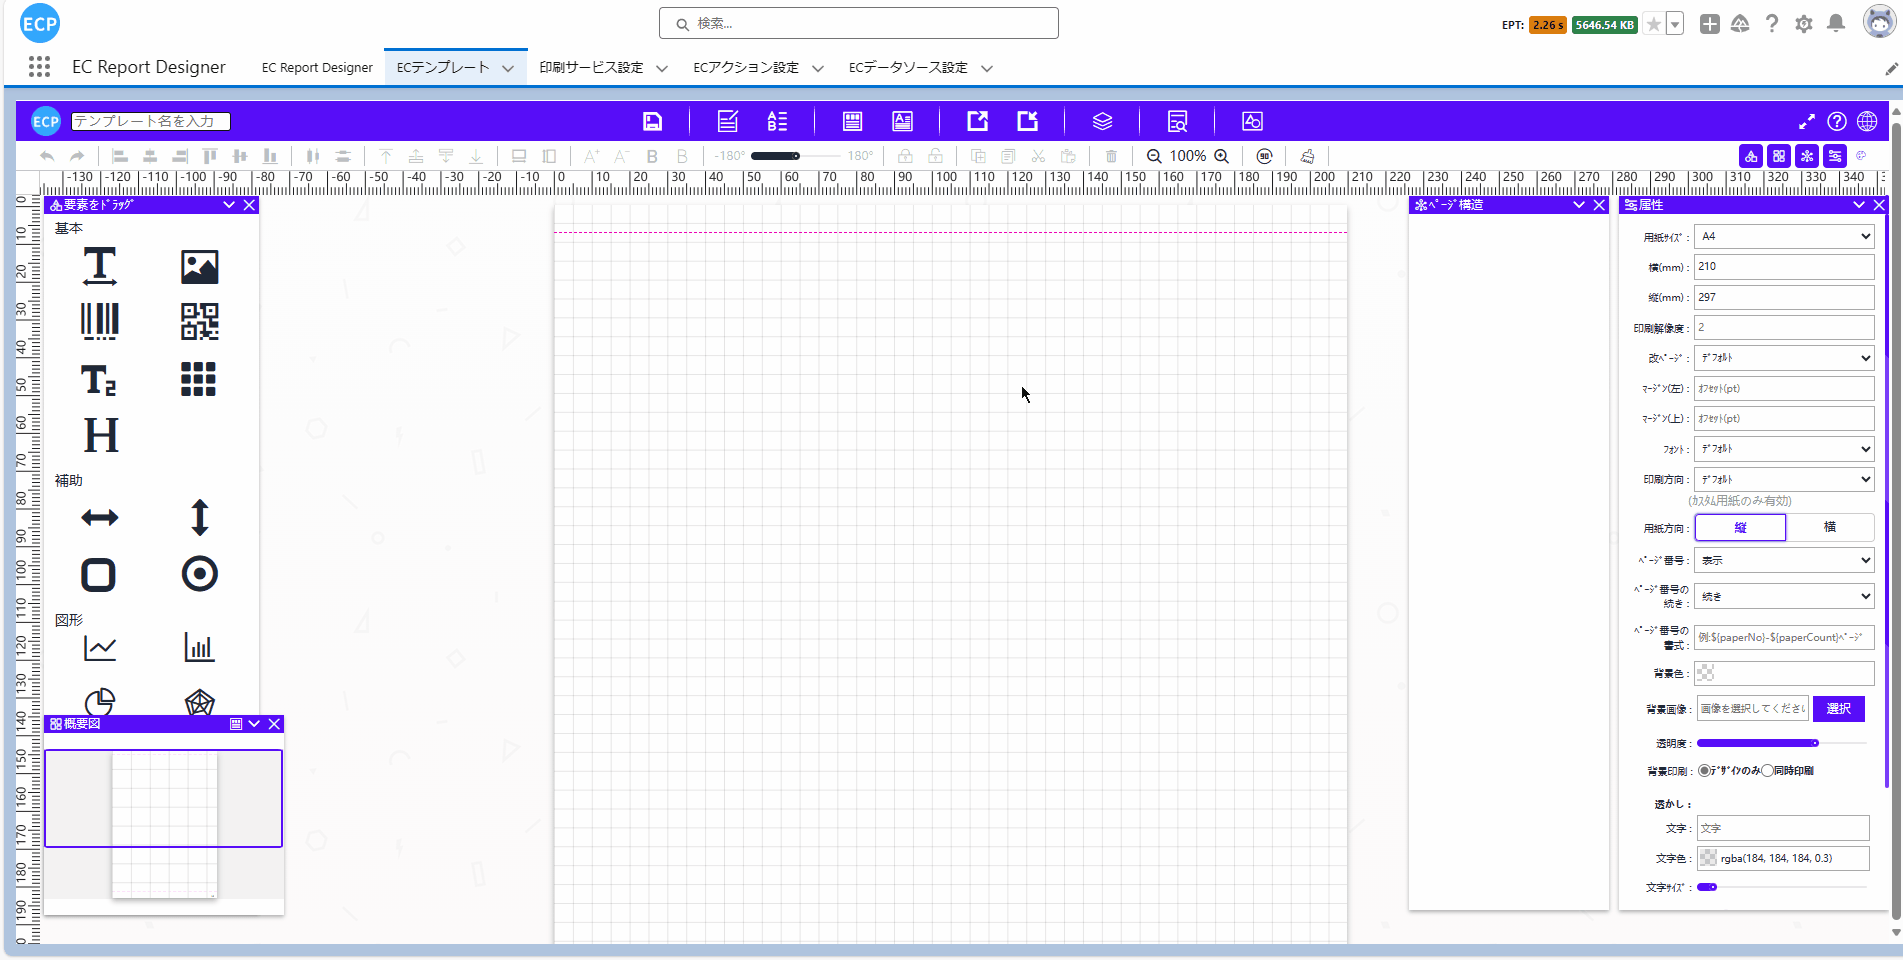 ECP
検索...
EPT: 2.26 s 5646.54 KB
EC Report Designer
EC Report Designer
ECテンプレート
印刷サービス設定
ECアクション設定
ECデータソース設定
ECP
テンプレート名を入力
-180° 180°
100%
90
-130 -120 -110 -100 -90 -80 -70 -60 -50 -40 -30 -20 -10 0 10 20 30 40 50 60 70 80 90 100 110 120 130 140 150 160 170 180 190 200 210 220 230 240 250 260 270 280 290 300 310 320 330 340
0 10 20 30 40 50 60 70 80 90 100 110 120 130 140 150 160 170 180 190
要素をﾄﾞﾗｯｸﾞ
基本
補助
図形
概要図
ﾍﾟｰｼﾞ構造
属性
用紙ｻｲｽﾞ : A4
横(mm) : 210
縦(mm) : 297
印刷解像度 : 2
改ﾍﾟｰｼﾞ : ﾃﾞﾌｫﾙﾄ
ﾏｰｼﾞﾝ(左) : ｵﾌｾｯﾄ(pt)
ﾏｰｼﾞﾝ(上) : ｵﾌｾｯﾄ(pt)
ﾌｫﾝﾄ : ﾃﾞﾌｫﾙﾄ
印刷方向 : ﾃﾞﾌｫﾙﾄ
(ｶｽﾀﾑ用紙のみ有効)
用紙方向 : 縦 横
ﾍﾟｰｼﾞ番号 : 表示
ﾍﾟｰｼﾞ番号の続き : 続き
ﾍﾟｰｼﾞ番号の書式 : 例:${paperNo}-${paperCount}ﾍﾟｰｼﾞ
背景色 :
背景画像 : 画像を選択してください 選択
透明度 :
背景印刷 : ﾃﾞｻﾞｲﾝのみ 同時印刷
透かし :
文字 : 文字
文字色 : rgba(184, 184, 184, 0.3)
文字ｻｲｽﾞ :